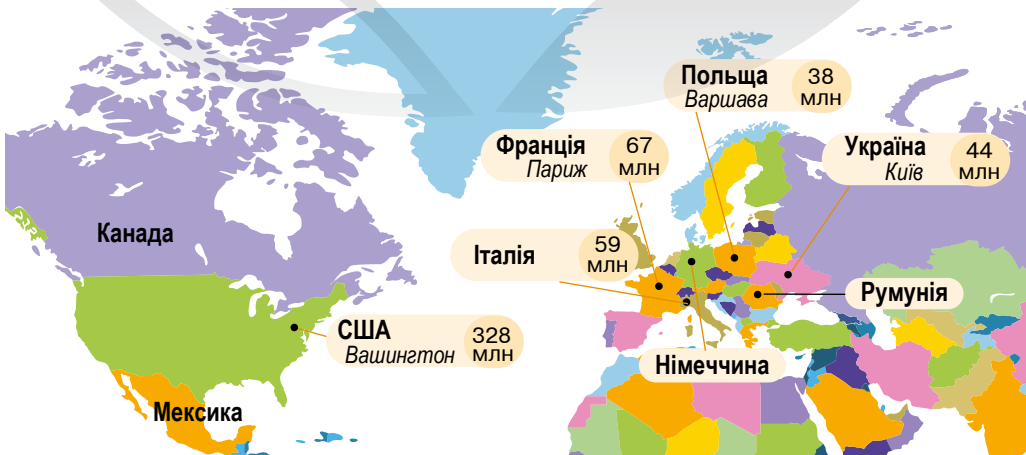 Польща 38
Варшава млн
Франція 67
Париж млн
Україна 44
Київ млн
Канада
Італія 59
млн
Румунія
США 328
Вашингтон млн
Німеччина
Мексика